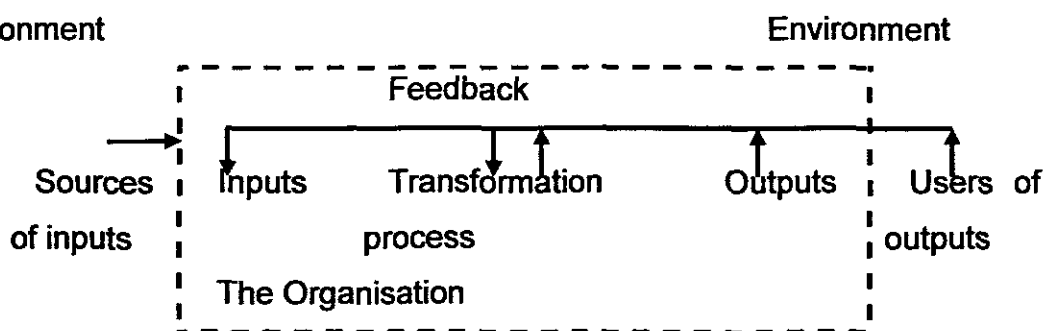 onment Environment
Feedback
Sources Inputs Transformation Outputs Users of
of inputs process outputs
The Organisation